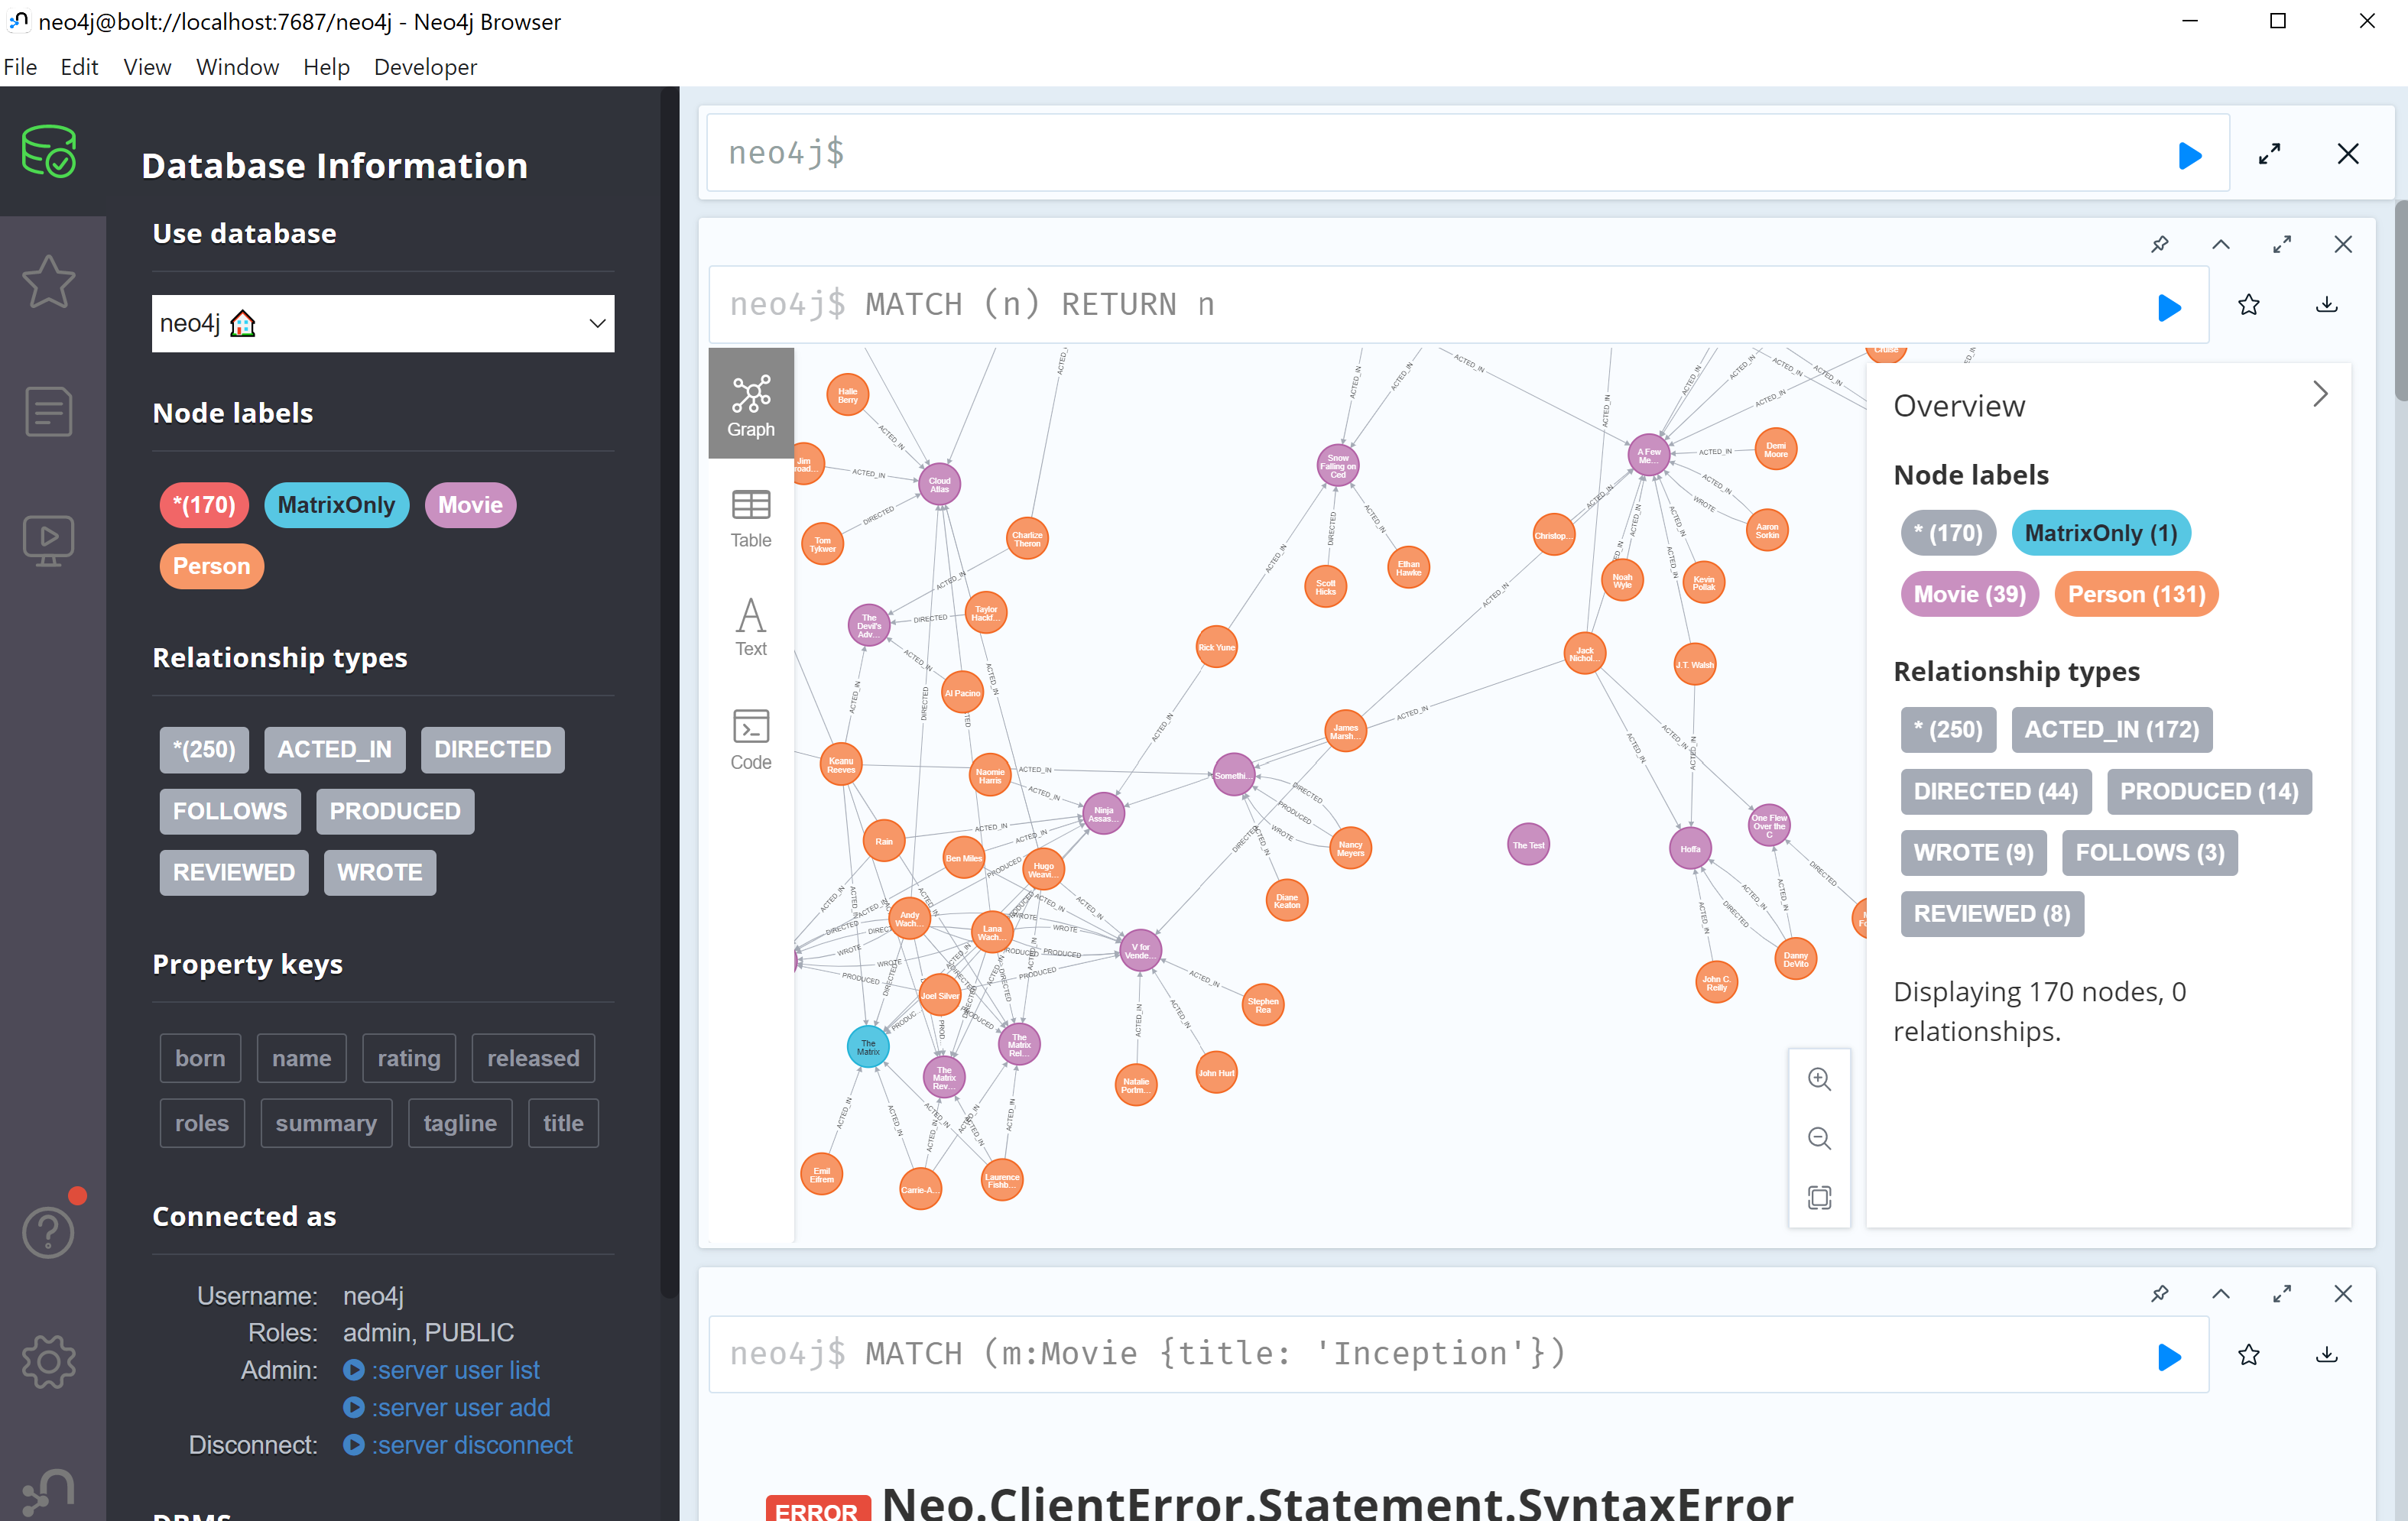 neo4j@bolt://localhost:7687/neo4j - Neo4j Browser
File Edit View Window Help Developer
Database Information
Use database
neo4j
Node labels
*(170) MatrixOnly Movie
Person
Relationship types
*(250) ACTED_IN DIRECTED
FOLLOWS PRODUCED
REVIEWED WROTE
Property keys
born name rating released
roles summary tagline title
Connected as
Username: neo4j
Roles: admin, PUBLIC
Admin: :server user list
:server user add
Disconnect: :server disconnect
neo4j$
neo4j$ MATCH (n) RETURN n
Graph
Table
Text
Code
Halle Berry
Jim
Tom Tykwer
Cloud Atlas
Charlize Theron
The Devil's Adv...
Taylor Hackf...
Al Pacino
Keanu Reeves
Naomie Harris
Rain
Ben Miles
Hugo Weavi...
Ninja Assas...
Andy Wach...
Lana Wach...
Joel Silver
The Matrix
The Matrix Rev...
The Matrix Rel...
Emil Eifrem
Carrie-A...
Laurence Fishb...
V for Vende...
Natalie Portm...
John Hurt
Stephen Rea
Diane Keaton
Nancy Meyers
Somethi...
James Marsh...
Rick Yune
Snow Falling on Ced
Scott Hicks
Ethan Hawke
A Few Me...
Christop...
Noah Wyle
Kevin Pollak
Demi Moore
Aaron Sorkin
Cruise
Jack Nichol...
J.T. Walsh
The Test
Hoffa
One Flew Over the C
John C. Reilly
Danny DeVito
ACTED_IN
DIRECTED
PRODUCED
WROTE
Overview
Node labels
* (170) MatrixOnly (1)
Movie (39) Person (131)
Relationship types
* (250) ACTED_IN (172)
DIRECTED (44) PRODUCED (14)
WROTE (9) FOLLOWS (3)
REVIEWED (8)
Displaying 170 nodes, 0
relationships.
neo4j$ MATCH (m:Movie {title: 'Inception'})
ERROR Neo.ClientError.Statement.SyntaxError
DBMS